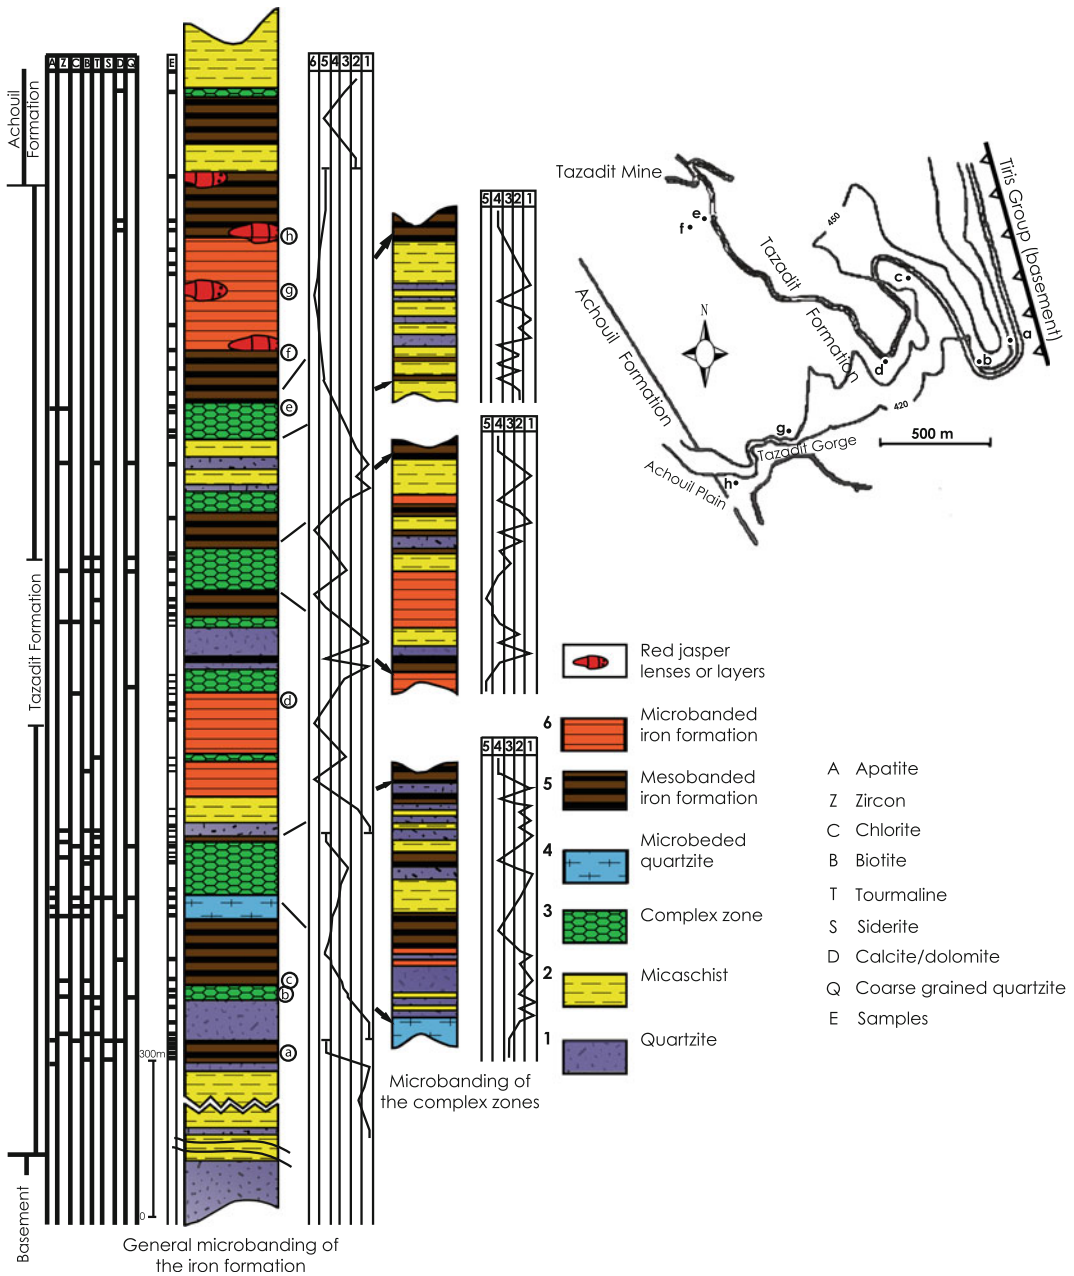 A Z C B T S D Q
E
6 5 4 3 2 1
Achouil
Formation
Tazadit Formation
Basement
h
g
f
e
d
c
b
a
300m
0
General microbanding of
the iron formation
5 4 3 2 1
5 4 3 2 1
5 4 3 2 1
Microbanding of
the complex zones
Tazadit Mine
e
f
Tazadit
Formation
Achouil Formation
N
450
c
Tiris Group (basement)
a
b
d
420
500 m
g
Tazadit Gorge
Achouil Plain
h
Red jasper
lenses or layers
6 Microbanded
iron formation
5 Mesobanded
iron formation
4 Microbeded
quartzite
3 Complex zone
2 Micaschist
1 Quartzite
A Apatite
Z Zircon
C Chlorite
B Biotite
T Tourmaline
S Siderite
D Calcite/dolomite
Q Coarse grained quartzite
E Samples